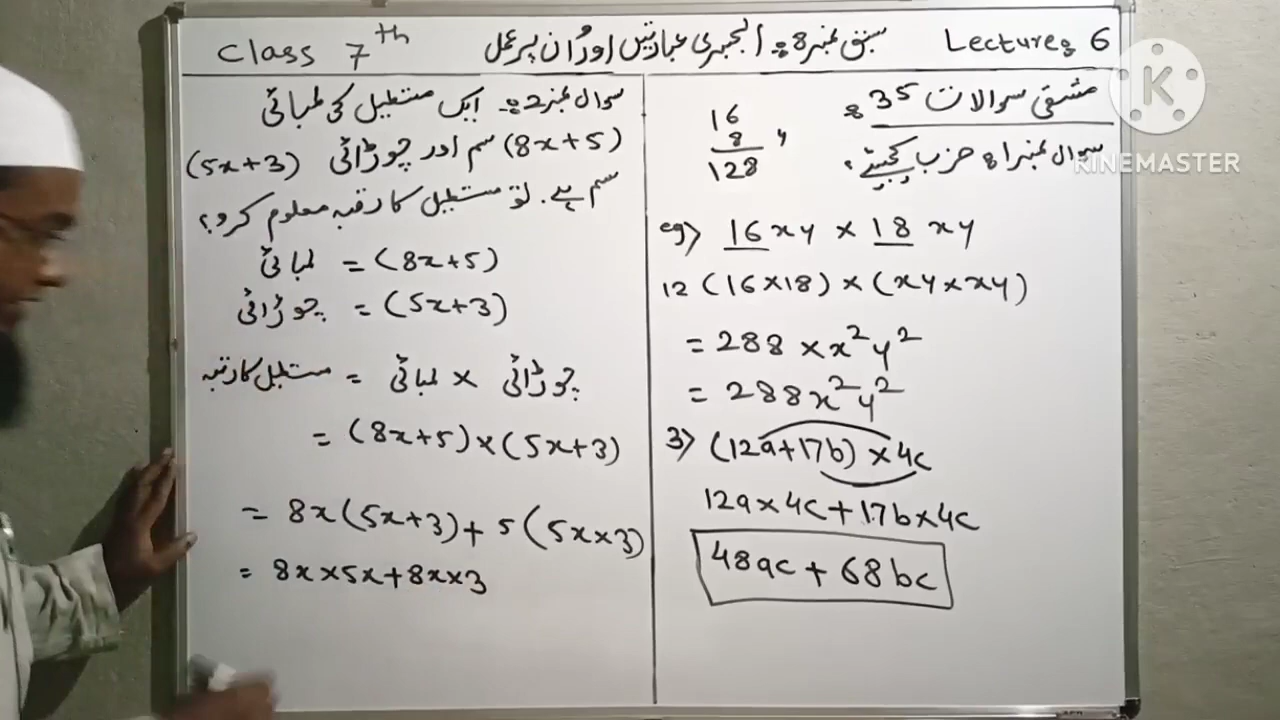 Class 7th سبق نمبر 8:۔ الجبری عبارتیں اور اُن پر عمل Lecture: 6
مشقی سوالات 35 :
سوال نمبر 1: ضرب کیجئے،
16
8 ,
128
eg) 16xy × 18 xy
12 (16×18) × (xy×xy)
= 288 × x²y²
= 288x²y²
3) (12a+17b) × 4c
12a×4c+17b×4c
48ac + 68bc
سوال نمبر 2:۔ ایک مستطیل کی لمبائی
(8x+5) سم اور چوڑائی (5x+3)
سم ہے۔ تو مستطیل کا رقبہ معلوم کرو؟
لمبائی = (8x+5)
چوڑائی = (5x+3)
مستطیل کا رقبہ = لمبائی × چوڑائی
= (8x+5)×(5x+3)
= 8x(5x+3)+5(5x×3)
= 8x×5x+8x×3
KINEMASTER